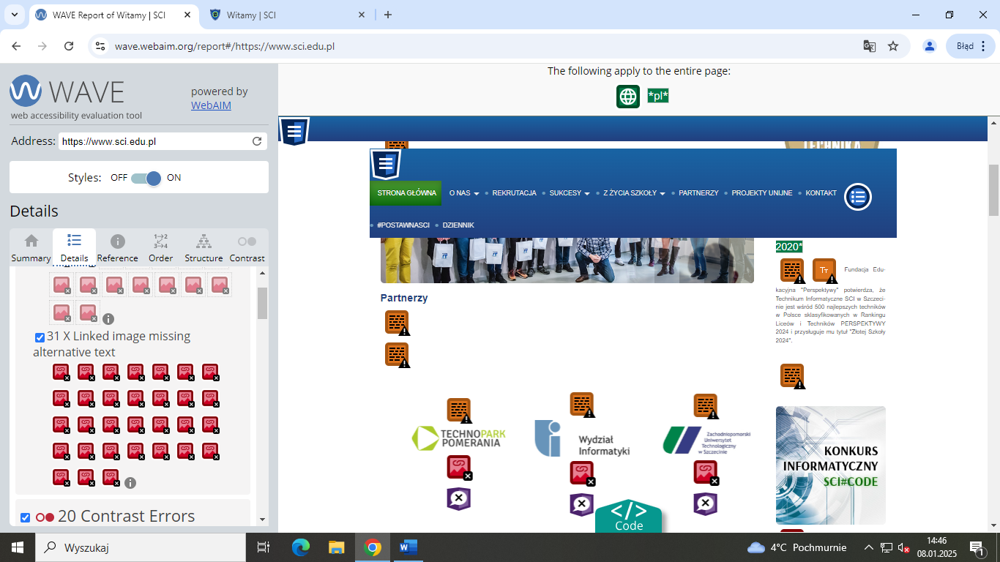 WAVE Report of Witamy | SCI
Witamy | SCI
wave.webaim.org/report#/https://www.sci.edu.pl
Błąd
WAVE
web accessibility evaluation tool
powered by
WebAIM
Address: https://www.sci.edu.pl
Styles: OFF ON
Details
Summary Details Reference Order Structure Contrast
31 X Linked image missing
alternative text
20 Contrast Errors
The following apply to the entire page:
*pl*
TECHNIKA
STRONA GŁÓWNA O NAS REKRUTACJA SUKCESY Z ŻYCIA SZKOŁY PARTNERZY PROJEKTY UNIJNE KONTAKT
#POSTAWNASCI DZIENNIK
Partnerzy
TECHNOPARK
POMERANIA
Wydział
Informatyki
Zachodniopomorski
Uniwersytet
Technologiczny
w Szczecinie
</>
Code
2020*
Fundacja Edu-
kacyjna "Perspektywy" potwierdza, że
Technikum Informatyczne SCI w Szczeci-
nie jest wśród 500 najlepszych techników
w Polsce sklasyfikowanych w Rankingu
Liceów i Techników PERSPEKTYWY
2024 i przysługuje mu tytuł "Złotej Szkoły
2024".
KONKURS
INFORMATYCZNY
SCI#CODE
Wyszukaj
4°C Pochmurnie
14:46
08.01.2025
1